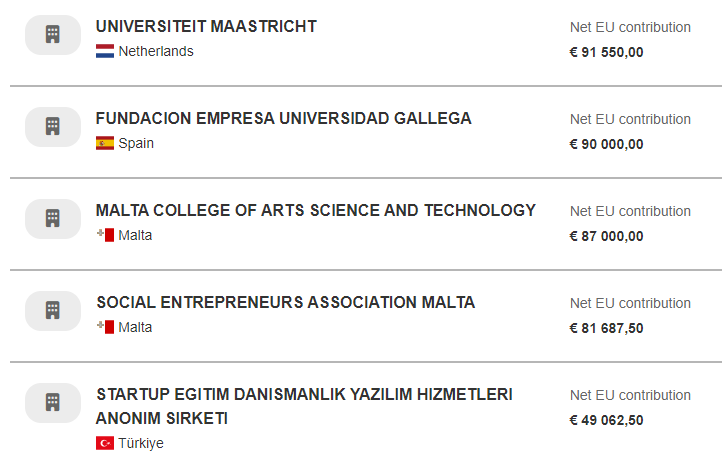 UNIVERSITEIT MAASTRICHT
Netherlands
Net EU contribution
€ 91 550,00
FUNDACION EMPRESA UNIVERSIDAD GALLEGA
Spain
Net EU contribution
€ 90 000,00
MALTA COLLEGE OF ARTS SCIENCE AND TECHNOLOGY
Malta
Net EU contribution
€ 87 000,00
SOCIAL ENTREPRENEURS ASSOCIATION MALTA
Malta
Net EU contribution
€ 81 687,50
STARTUP EGITIM DANISMANLIK YAZILIM HIZMETLERI
ANONIM SIRKETI
Türkiye
Net EU contribution
€ 49 062,50